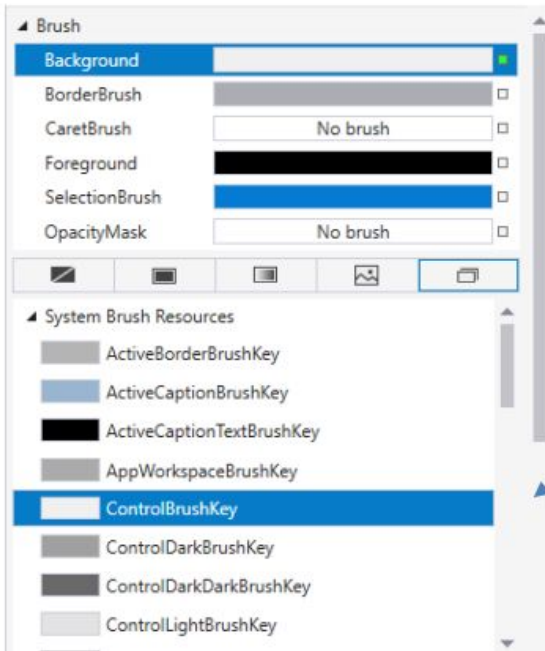 Brush
Background
BorderBrush
CaretBrush No brush
Foreground
SelectionBrush
OpacityMask No brush
System Brush Resources
ActiveBorderBrushKey
ActiveCaptionBrushKey
ActiveCaptionTextBrushKey
AppWorkspaceBrushKey
ControlBrushKey
ControlDarkBrushKey
ControlDarkDarkBrushKey
ControlLightBrushKey